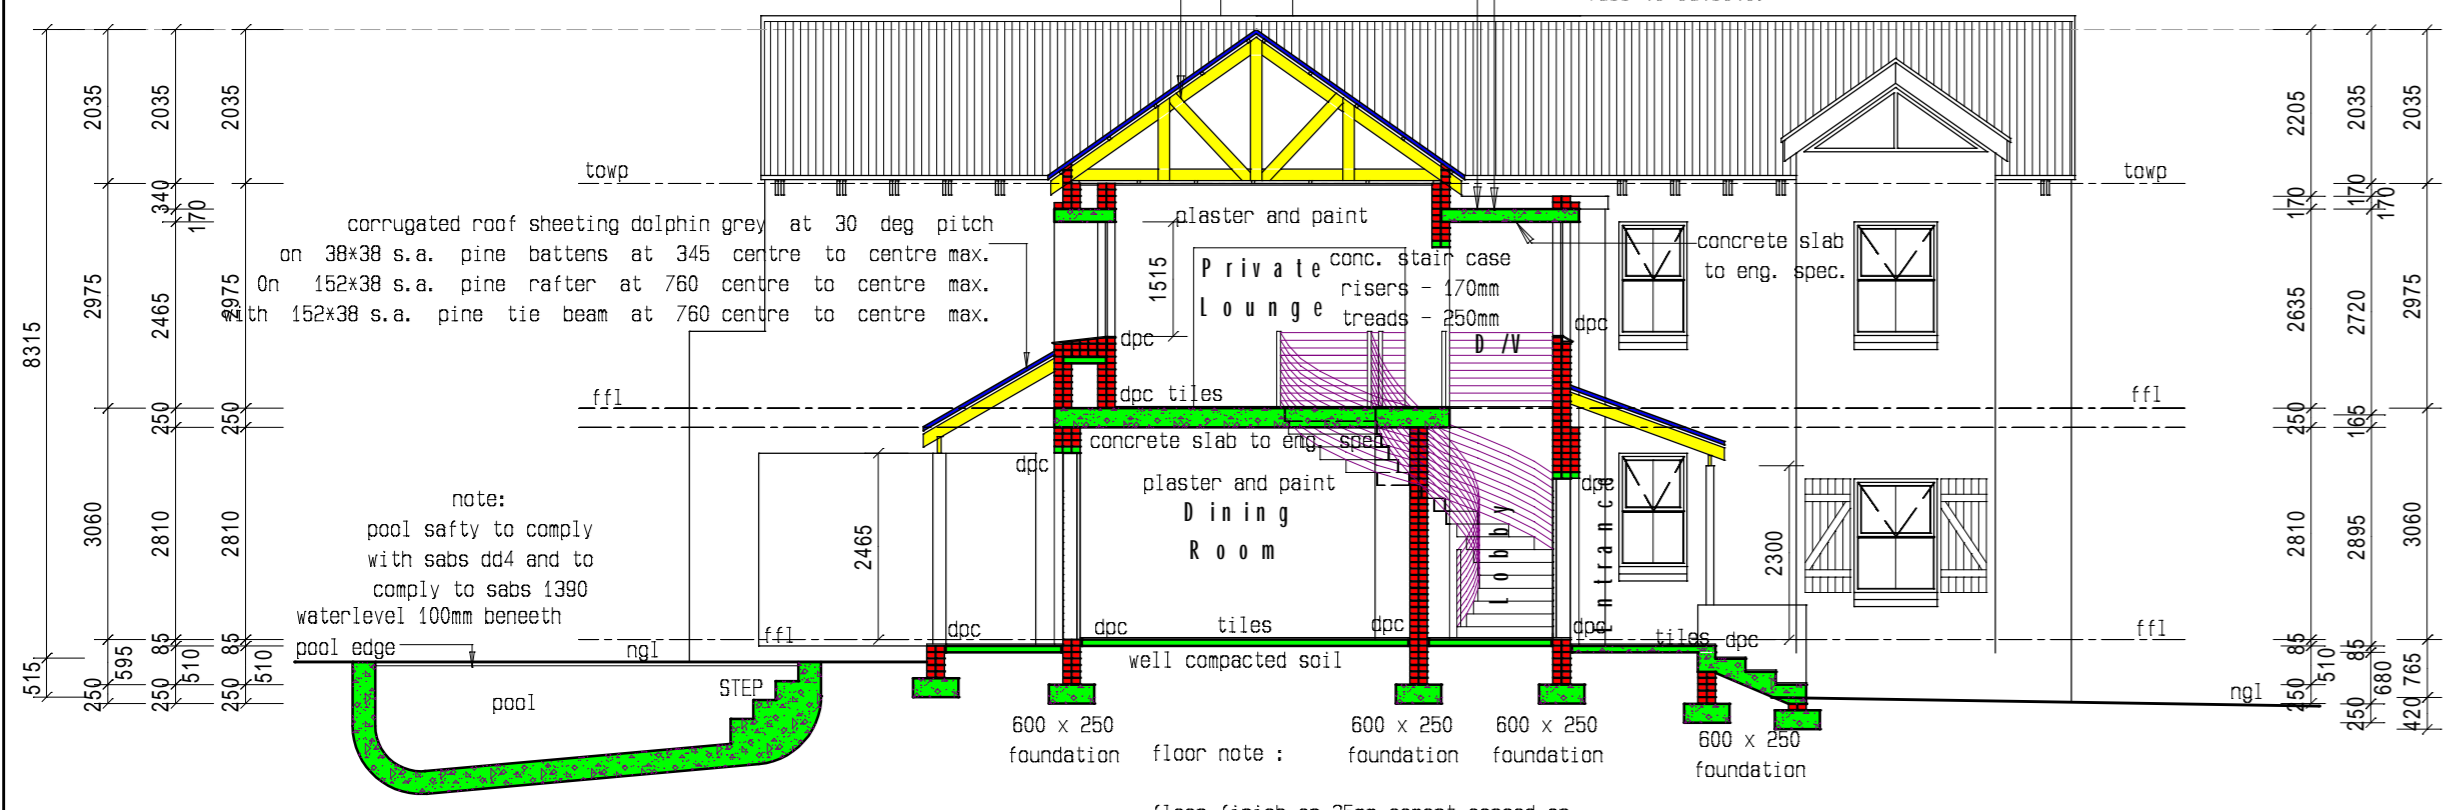 towp
towp
corrugated roof sheeting dolphin grey at 30 deg pitch
on 38*38 s.a. pine battens at 345 centre to centre max.
On 152*38 s.a. pine rafter at 760 centre to centre max.
with 152*38 s.a. pine tie beam at 760 centre to centre max.
plaster and paint
Private
Lounge
conc. stair case
risers - 170mm
treads - 250mm
concrete slab
to eng. spec.
1515
dpc
dpc
D/V
dpc tiles
ffl
ffl
concrete slab to eng. spec
dpc
dpc
plaster and paint
Dining
Room
Lobby
Entrance
2465
2300
note:
pool safty to comply
with sabs dd4 and to
comply to sabs 1390
waterlevel 100mm beneeth
pool edge
ngl
ffl
dpc
dpc
tiles
dpc
dpc
tiles dpc
ffl
well compacted soil
STEP
pool
ngl
600 x 250
foundation
600 x 250
foundation
600 x 250
foundation
600 x 250
foundation
floor note :
8315
515
2035
2975
250
3060
595
250
2035
340
170
2465
250
2810
85
510
250
2035
2975
250
2810
85
510
250
2205
170
2635
250
2810
85
510
250
2035
170
170
2720
165
2895
85
680
250
2035
2975
3060
765
420